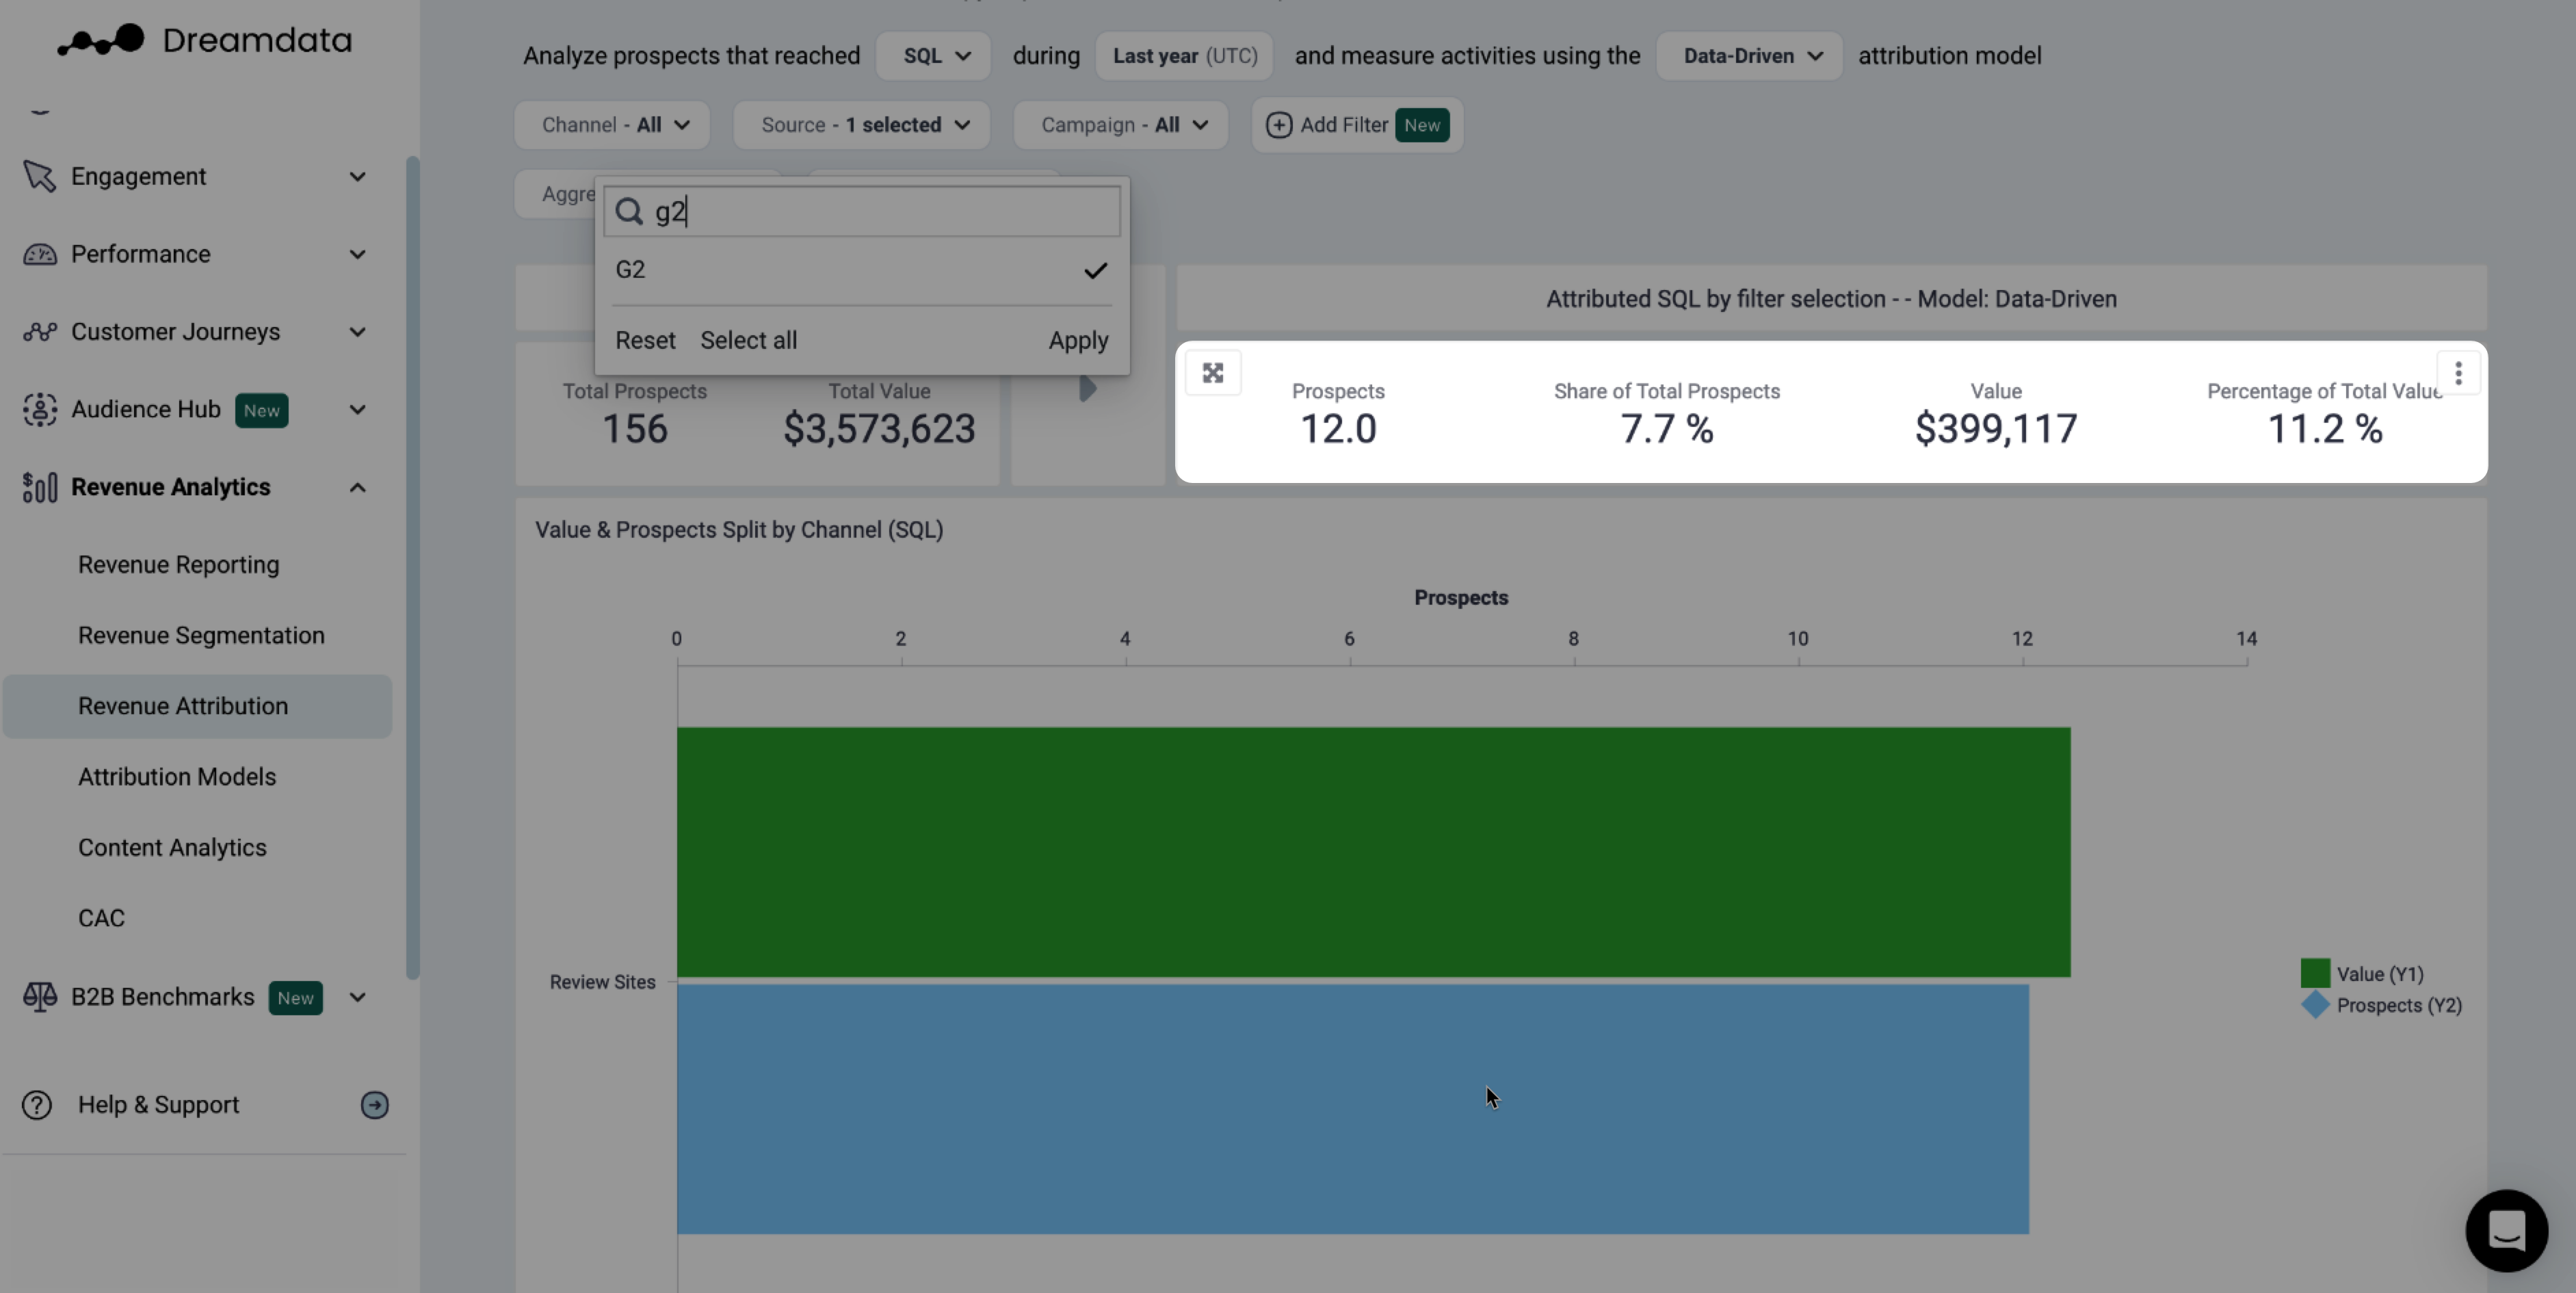 Dreamdata
Analyze prospects that reached SQL during Last year (UTC) and measure activities using the Data-Driven attribution model
Channel - All Source - 1 selected Campaign - All Add Filter New
Aggre
g2
G2
Reset Select all Apply
Engagement
Performance
Customer Journeys
Audience Hub New
Revenue Analytics
Revenue Reporting
Revenue Segmentation
Revenue Attribution
Attribution Models
Content Analytics
CAC
B2B Benchmarks New
Help & Support
Attributed SQL by filter selection - - Model: Data-Driven
Total Prospects Total Value
156 $3,573,623
Prospects Share of Total Prospects Value Percentage of Total Value
12.0 7.7 % $399,117 11.2 %
Value & Prospects Split by Channel (SQL)
Prospects
0 2 4 6 8 10 12 14
Review Sites
Value (Y1)
Prospects (Y2)